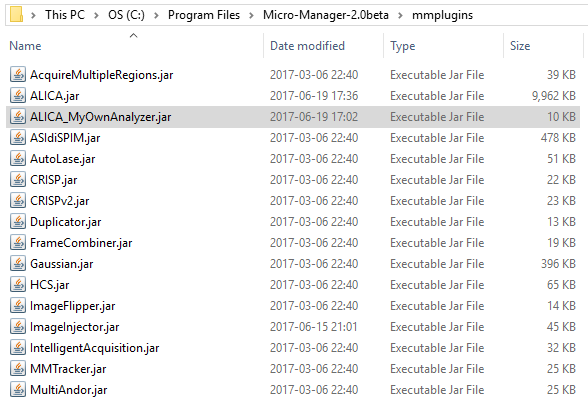 This PC > OS (C:) > Program Files > Micro-Manager-2.0beta > mmplugins
Name Date modified Type Size
AcquireMultipleRegions.jar 2017-03-06 22:40 Executable Jar File 39 KB
ALICA.jar 2017-06-19 17:36 Executable Jar File 9,962 KB
ALICA_MyOwnAnalyzer.jar 2017-06-19 17:02 Executable Jar File 10 KB
ASIdiSPIM.jar 2017-03-06 22:40 Executable Jar File 478 KB
AutoLase.jar 2017-03-06 22:40 Executable Jar File 51 KB
CRISP.jar 2017-03-06 22:40 Executable Jar File 22 KB
CRISPv2.jar 2017-03-06 22:40 Executable Jar File 23 KB
Duplicator.jar 2017-03-06 22:40 Executable Jar File 13 KB
FrameCombiner.jar 2017-03-06 22:40 Executable Jar File 19 KB
Gaussian.jar 2017-03-06 22:40 Executable Jar File 396 KB
HCS.jar 2017-03-06 22:40 Executable Jar File 65 KB
ImageFlipper.jar 2017-03-06 22:40 Executable Jar File 14 KB
ImageInjector.jar 2017-06-15 21:01 Executable Jar File 45 KB
IntelligentAcquisition.jar 2017-03-06 22:40 Executable Jar File 32 KB
MMTracker.jar 2017-03-06 22:40 Executable Jar File 25 KB
MultiAndor.jar 2017-03-06 22:40 Executable Jar File 25 KB